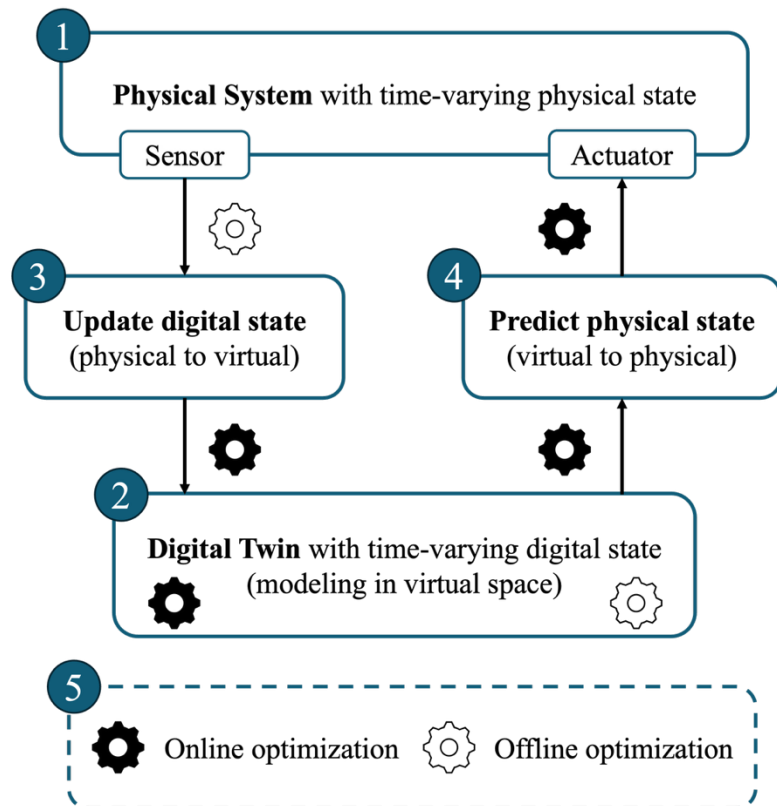 1
Physical System with time-varying physical state
Sensor
Actuator
3
Update digital state
(physical to virtual)
4
Predict physical state
(virtual to physical)
2
Digital Twin with time-varying digital state
(modeling in virtual space)
5
Online optimization
Offline optimization